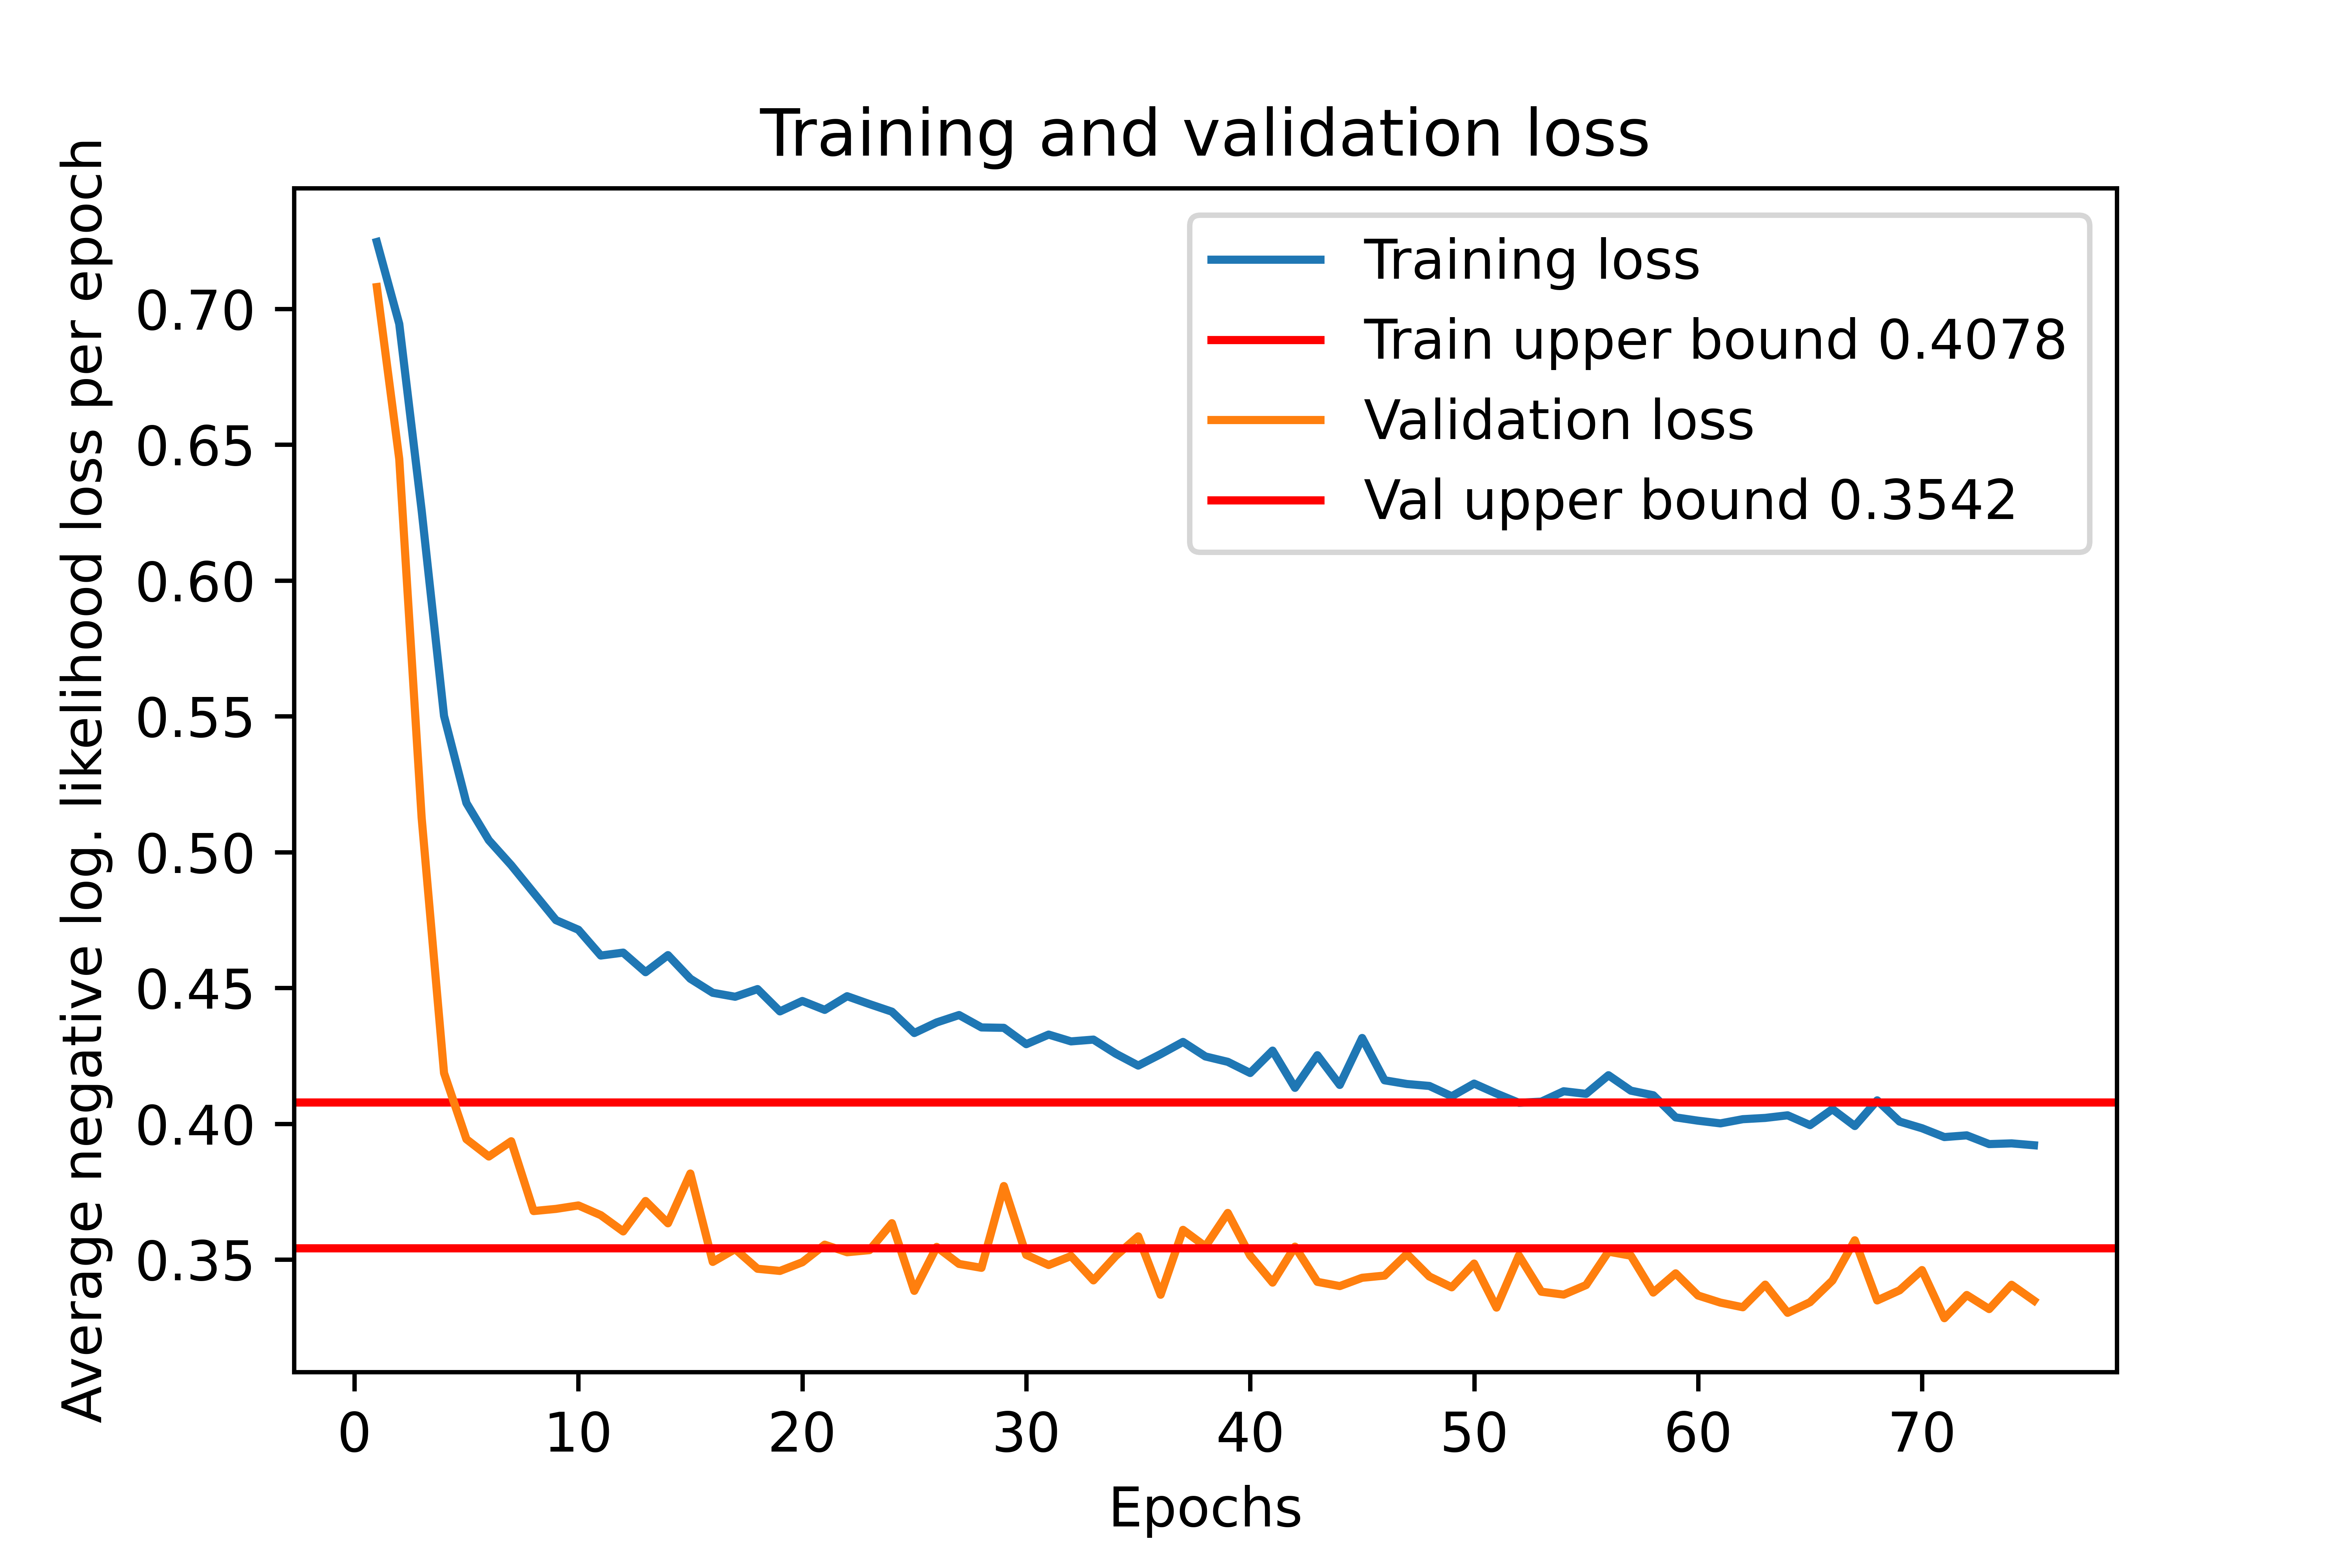 Training and validation loss
Average negative log. likelihood loss per epoch
0.70
0.65
0.60
0.55
0.50
0.45
0.40
0.35
Training loss
Train upper bound 0.4078
Validation loss
Val upper bound 0.3542
0 10 20 30 40 50 60 70
Epochs